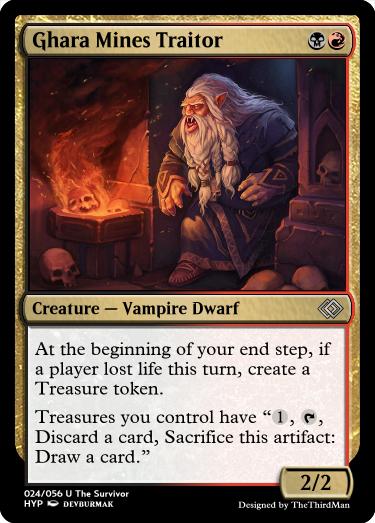 Ghara Mines Traitor
Creature — Vampire Dwarf
At the beginning of your end step, if
a player lost life this turn, create a
Treasure token.
Treasures you control have “1, T,
Discard a card, Sacrifice this artifact:
Draw a card.”
2/2
024/056 U The Survivor
HYP DEVBURMAK
Designed by TheThirdMan